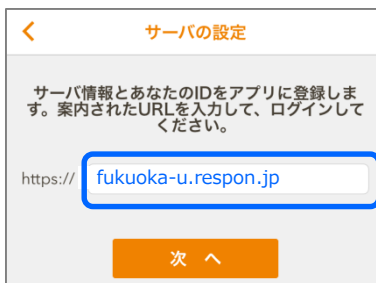 サーバの設定
サーバ情報とあなたのIDをアプリに登録しま
す。案内されたURLを入力して、ログインして
ください。
https:// fukuoka-u.respon.jp
次 へ